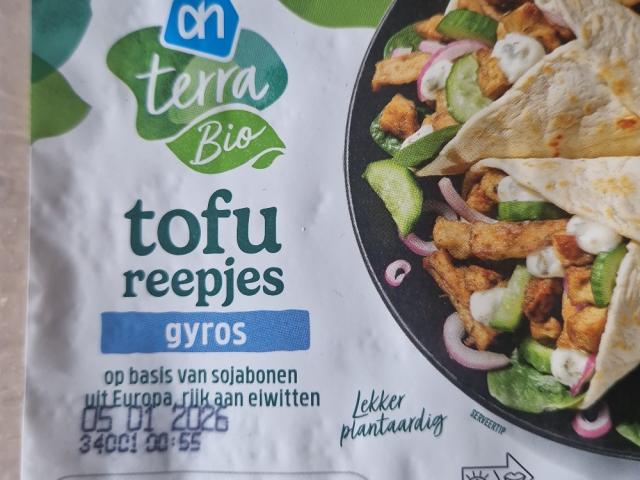 ah
terra
Bio
tofu
reepjes
gyros
op basis van sojabonen
uit Europa, rijk aan eiwitten
05 01 2026
34001 00:55
Lekker
plantaardig
SERVEERTIP